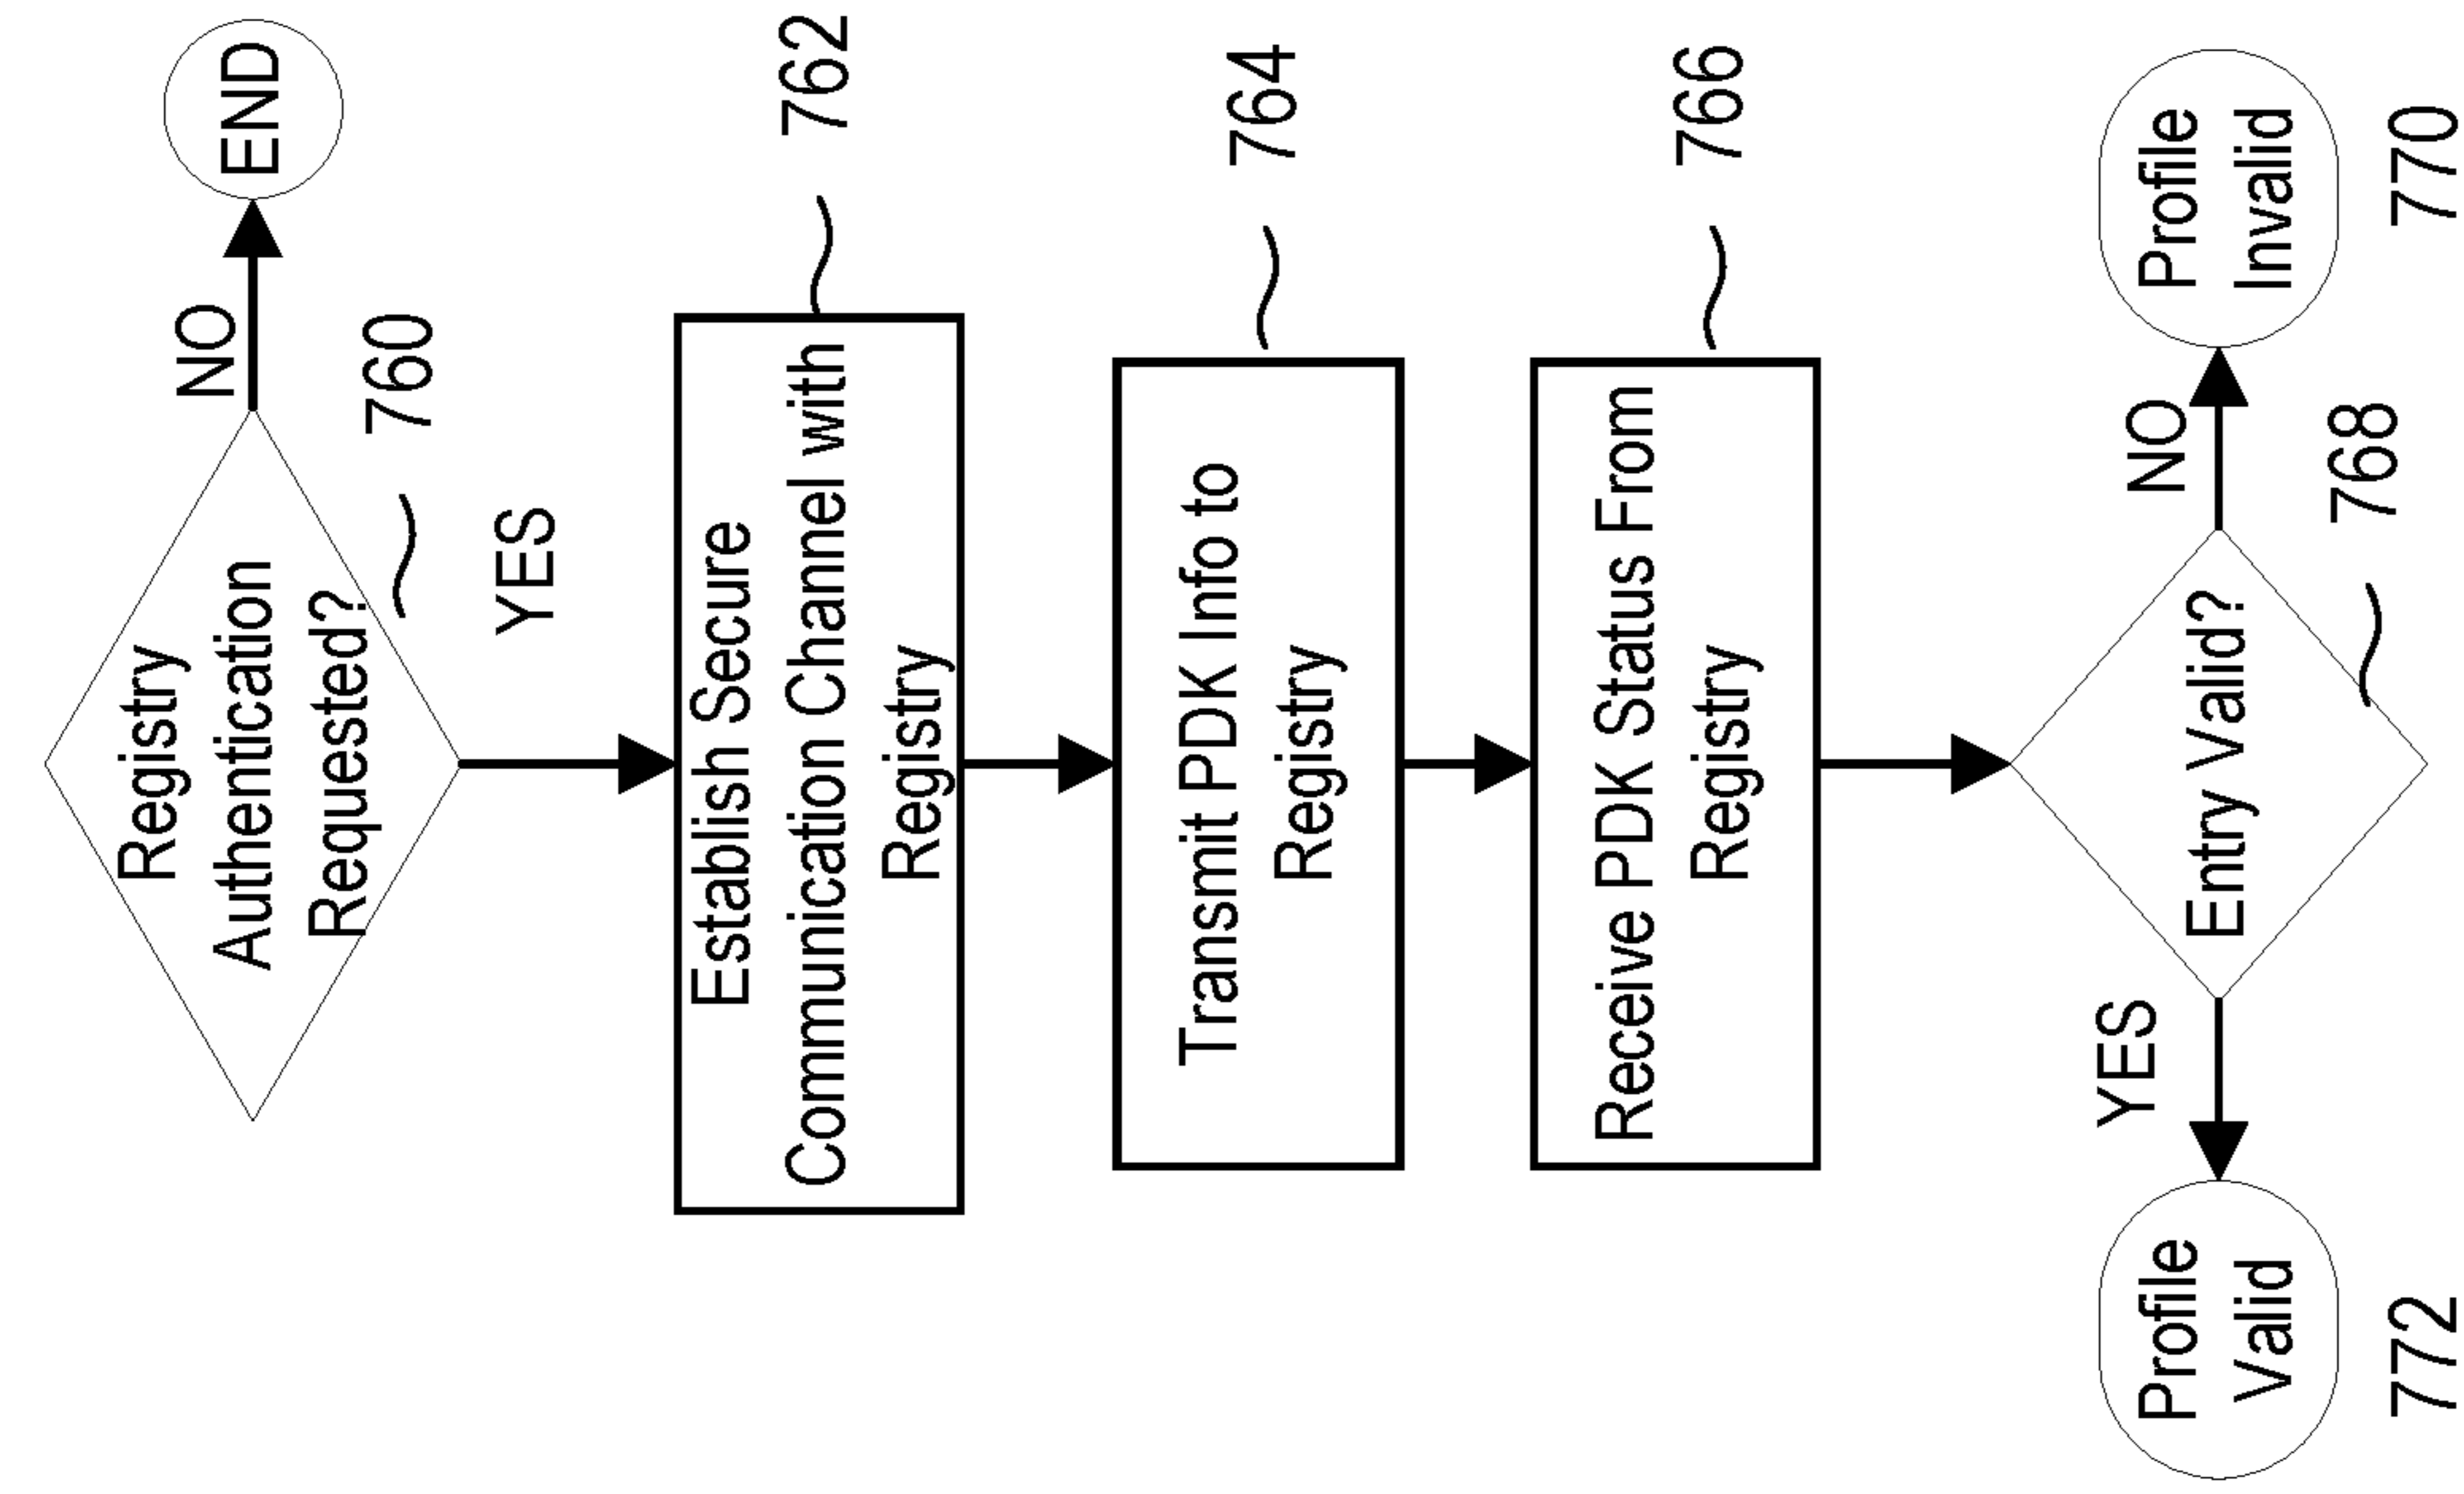 Registry
Authentication
Requested?
760
NO
END
YES
Establish Secure
Communication Channel with
Registry
762
Transmit PDK Info to
Registry
764
Receive PDK Status From
Registry
766
Entry Valid?
768
YES
NO
Profile
Valid
772
Profile
Invalid
770